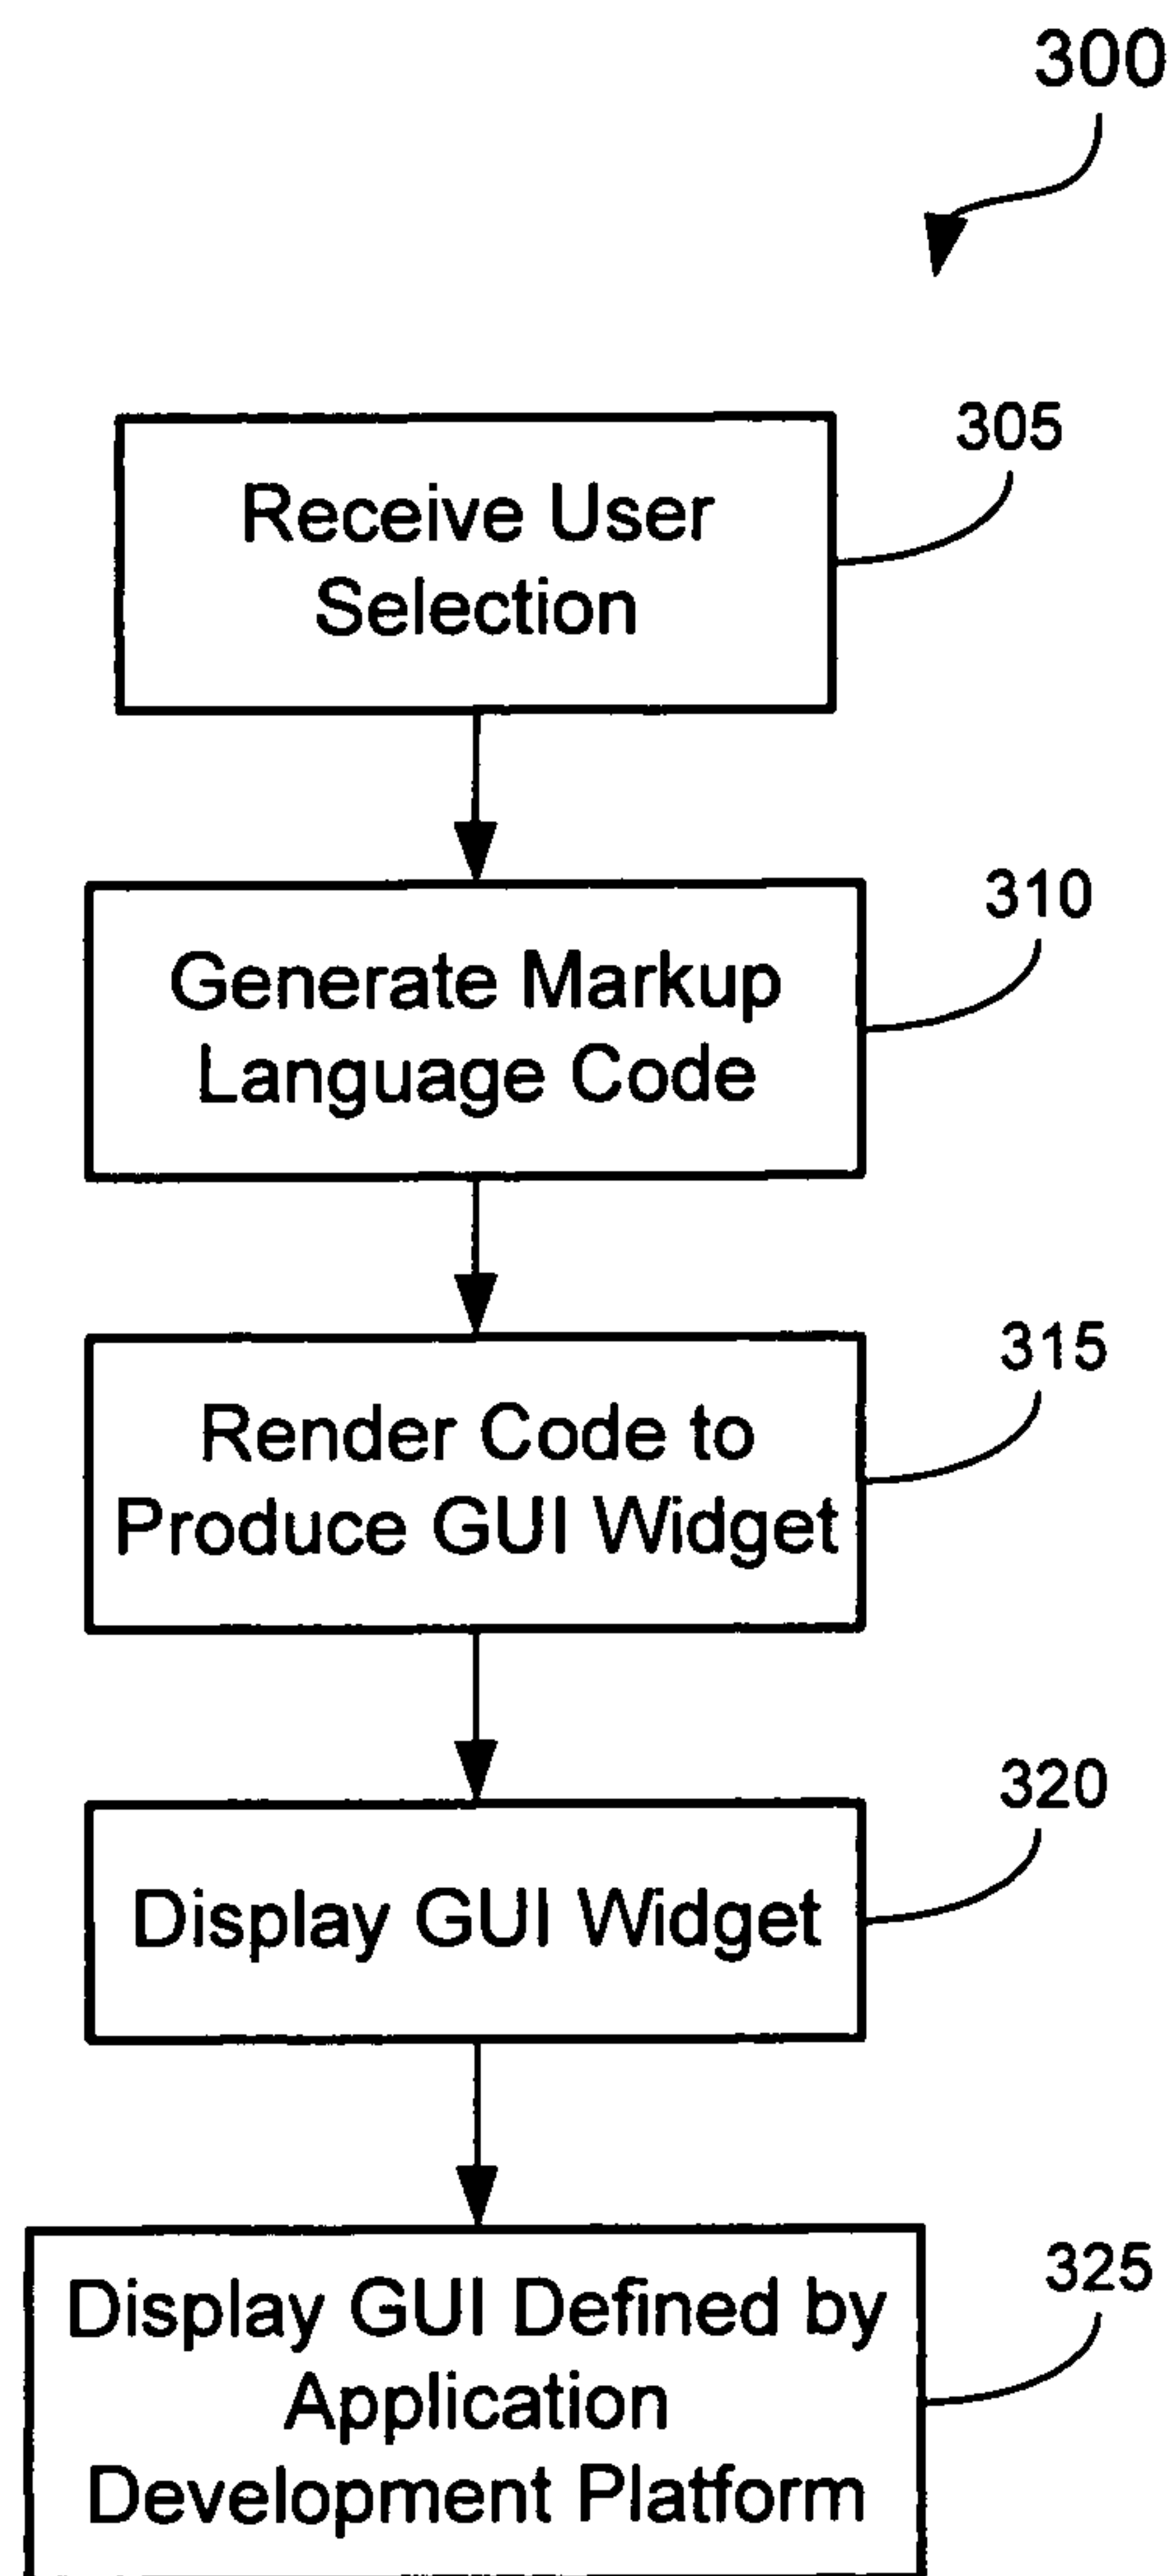 300
305
Receive User
Selection
310
Generate Markup
Language Code
315
Render Code to
Produce GUI Widget
320
Display GUI Widget
325
Display GUI Defined by
Application
Development Platform